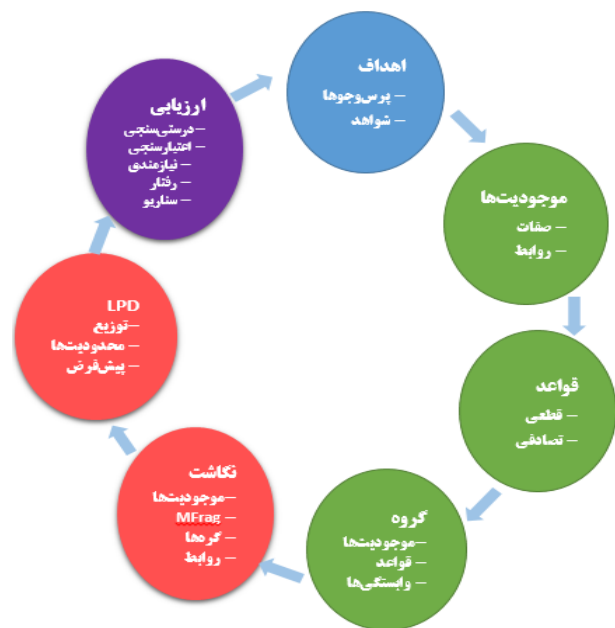 اهداف
– پرس‌وجوها
– شواهد
موجودیت‌ها
– صفات
– روابط
قواعد
– قطعی
– تصادفی
گروه
–موجودیت‌ها
– قواعد
– وابستگی‌ها
نگاشت
–موجودیت‌ها
MFrag –
– گره‌ها
– روابط
LPD
– توزیع
–محدودیت‌ها
– پیش‌فرض
ارزیابی
–درستی‌سنجی
– اعتبارسنجی
– نیازمندی
– رفتار
– سناریو